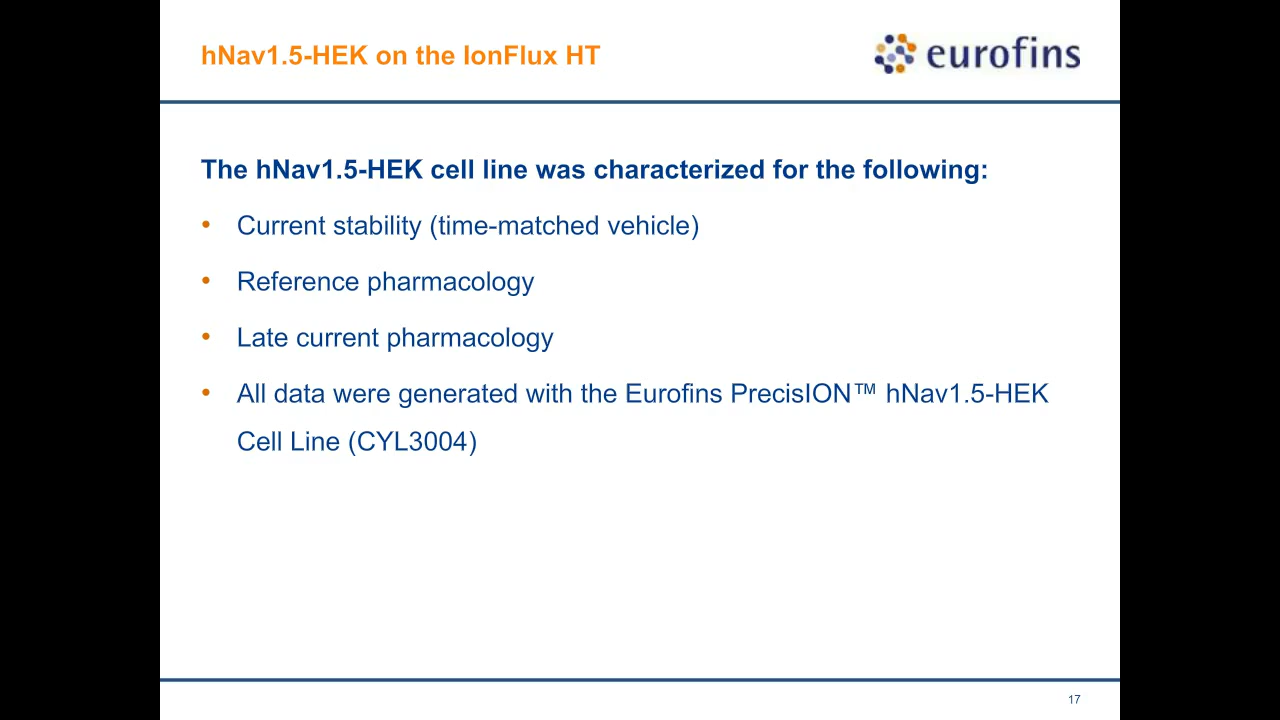 hNav1.5-HEK on the IonFlux HT
eurofins
The hNav1.5-HEK cell line was characterized for the following:
• Current stability (time-matched vehicle)
• Reference pharmacology
• Late current pharmacology
• All data were generated with the Eurofins PrecisION™ hNav1.5-HEK
Cell Line (CYL3004)
17